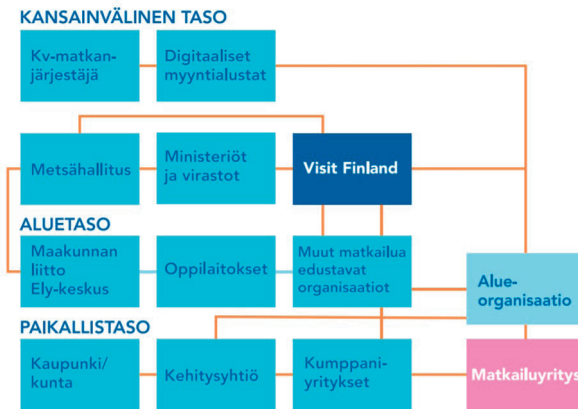 KANSAINVÄLINEN TASO
Kv-matkan-
järjestäjä
Digitaaliset
myyntialustat
Metsähallitus
Ministeriöt
ja virastot
Visit Finland
ALUETASO
Maakunnan
liitto
Ely-keskus
Oppilaitokset
Muut matkailua
edustavat
organisaatiot
Alue-
organisaatio
PAIKALLISTASO
Kaupunki/
kunta
Kehitysyhtiö
Kumppani-
yritykset
Matkailuyritys